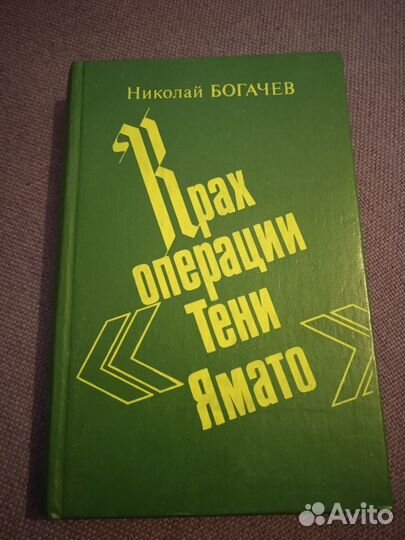 Николай БОГАЧЕВ
Крах
операции
«Тени
Ямато»
Avito